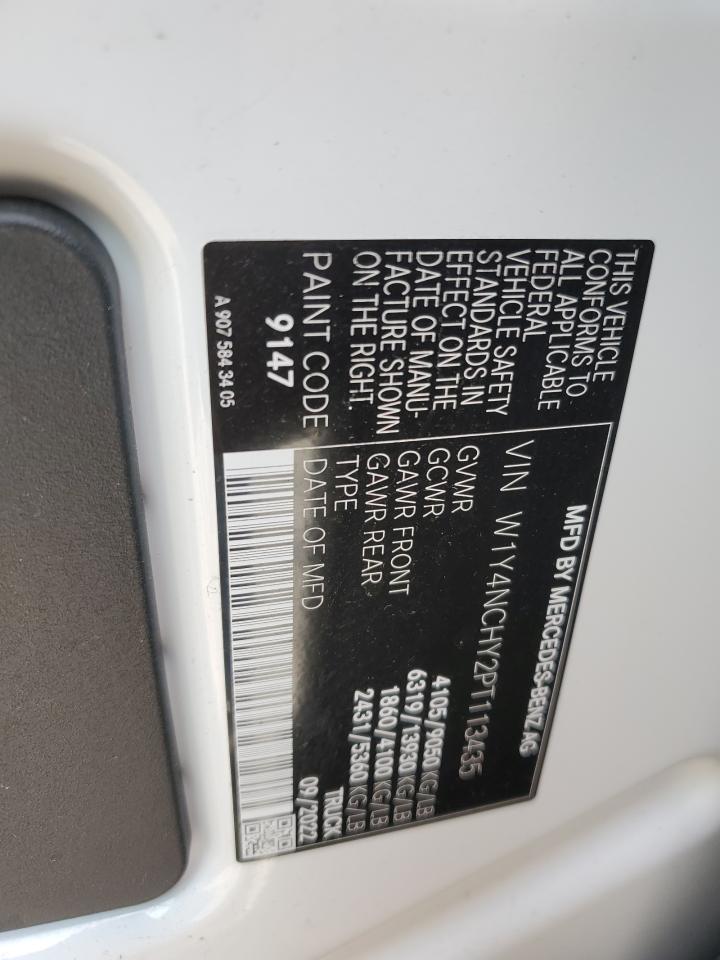 THIS VEHICLE
CONFORMS TO
ALL APPLICABLE
FEDERAL
VEHICLE SAFETY
STANDARDS IN
EFFECT ON THE
DATE OF MANU-
FACTURE SHOWN
ON THE RIGHT.
PAINT CODE
9147
A 907 584 34 05
MFD BY MERCEDES-BENZ AG
VIN W1Y4NCHY2PT113435
GVWR 4105/9050 KG/LB
GCWR 6319/13930 KG/LB
GAWR FRONT 1860/4100 KG/LB
GAWR REAR 2431/5360 KG/LB
TYPE TRUCK
DATE OF MFD 09/2022